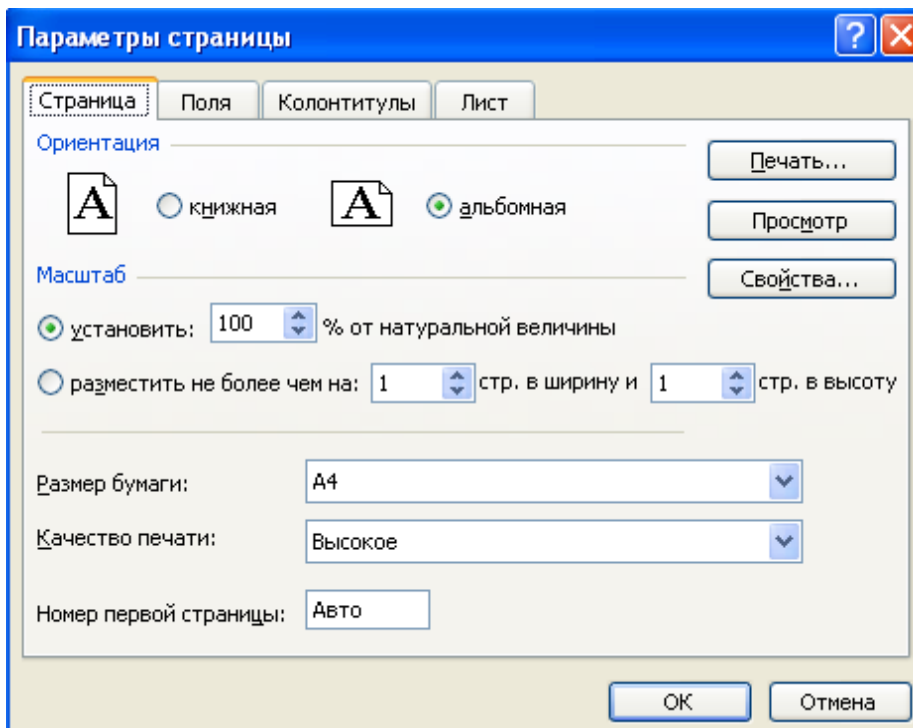 Параметры страницы
Страница Поля Колонтитулы Лист
Ориентация
Печать...
A книжная A альбомная
Просмотр
Масштаб
Свойства...
установить: 100 % от натуральной величины
разместить не более чем на: 1 стр. в ширину и 1 стр. в высоту
Размер бумаги: A4
Качество печати: Высокое
Номер первой страницы: Авто
ОК Отмена